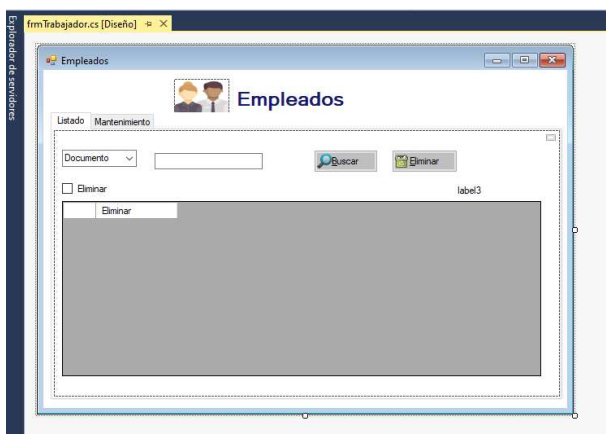 Explorador de servidores
frmTrabajador.cs [Diseño]
Empleados
Empleados
Listado Mantenimiento
Documento Buscar Eliminar
Eliminar label3
Eliminar